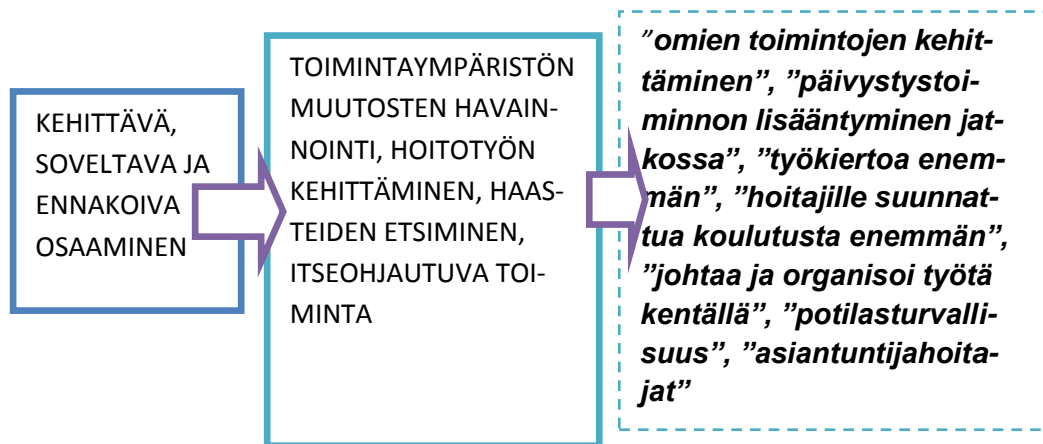 KEHITTÄVÄ,
SOVELTAVA JA
ENNAKOIVA
OSAAMINEN
TOIMINTAYMPÄRISTÖN
MUUTOSTEN HAVAIN-
NOINTI, HOITOTYÖN
KEHITTÄMINEN, HAAS-
TEIDEN ETSIMINEN,
ITSEOHJAUTUVA TOI-
MINTA
”omien toimintojen kehit-
täminen”, ”päivystystoi-
minnon lisääntyminen jat-
kossa”, ”työkiertoa enem-
män”, ”hoitajille suunnat-
tua koulutusta enemmän”,
”johtaa ja organisoi työtä
kentällä”, ”potilasturvalli-
suus”, ”asiantuntijahoita-
jat”